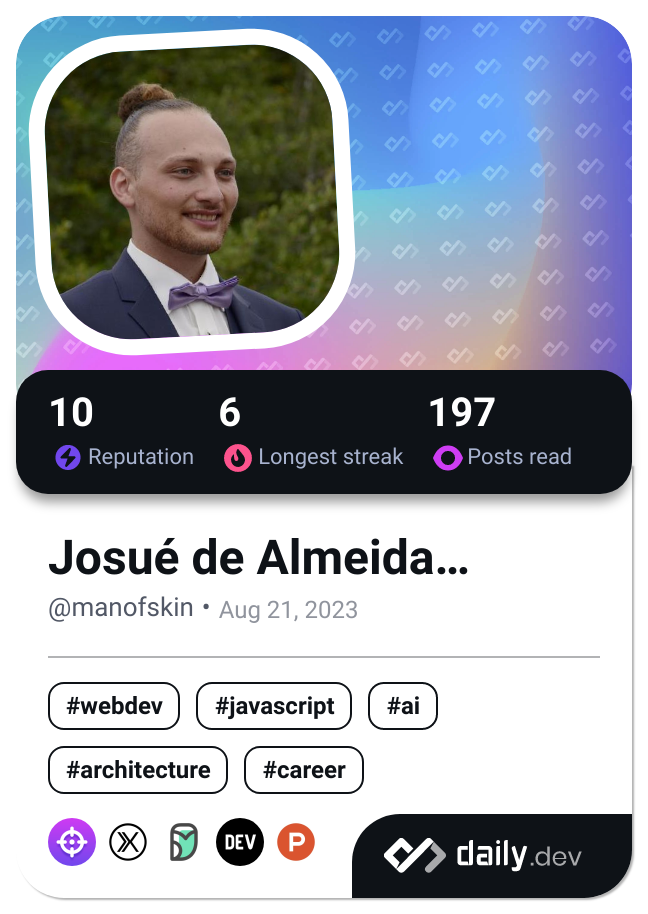 10 6 197
Reputation Longest streak Posts read
Josué de Almeida...
@manofskin • Aug 21, 2023
#webdev #javascript #ai
#architecture #career
DEV P daily.dev